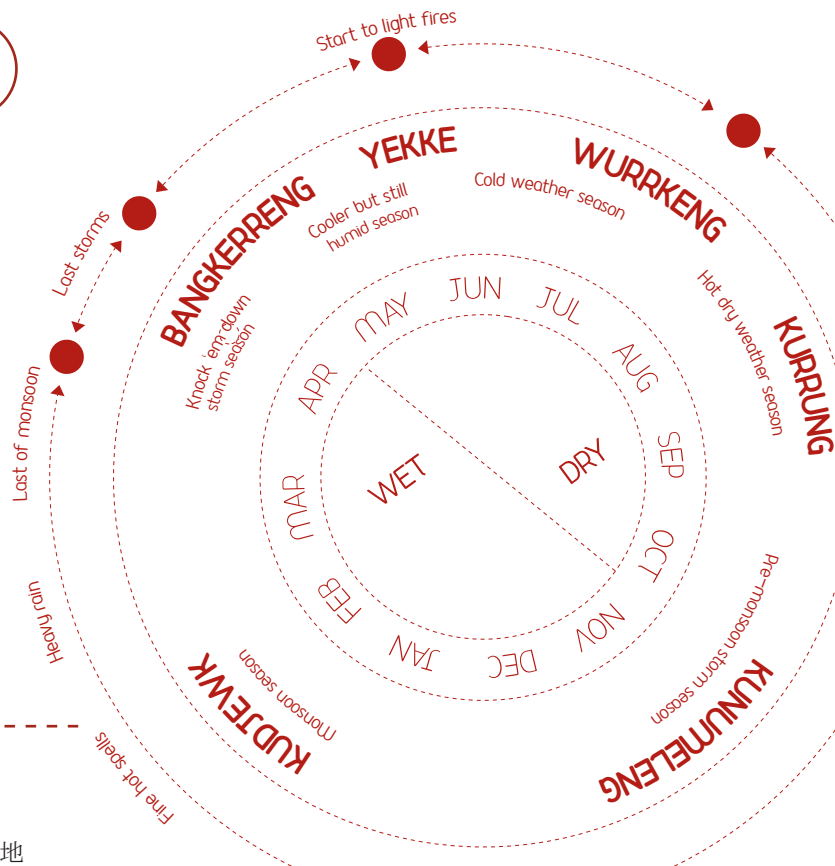 Start to light fires
Last storms
Last of monsoon
Heavy rain
Fine hot spells
YEKKE
Cooler but still
humid season
WURRKENG
Cold weather season
KURRUNG
Hot dry weather season
KUNUMELENG
Pre-monsoon storm season
KUDJEWK
Monsoon season
BANGKERRENG
Knock 'em down
storm season
JAN
FEB
MAR
APR
MAY
JUN
JUL
AUG
SEP
OCT
NOV
DEC
WET
DRY
地